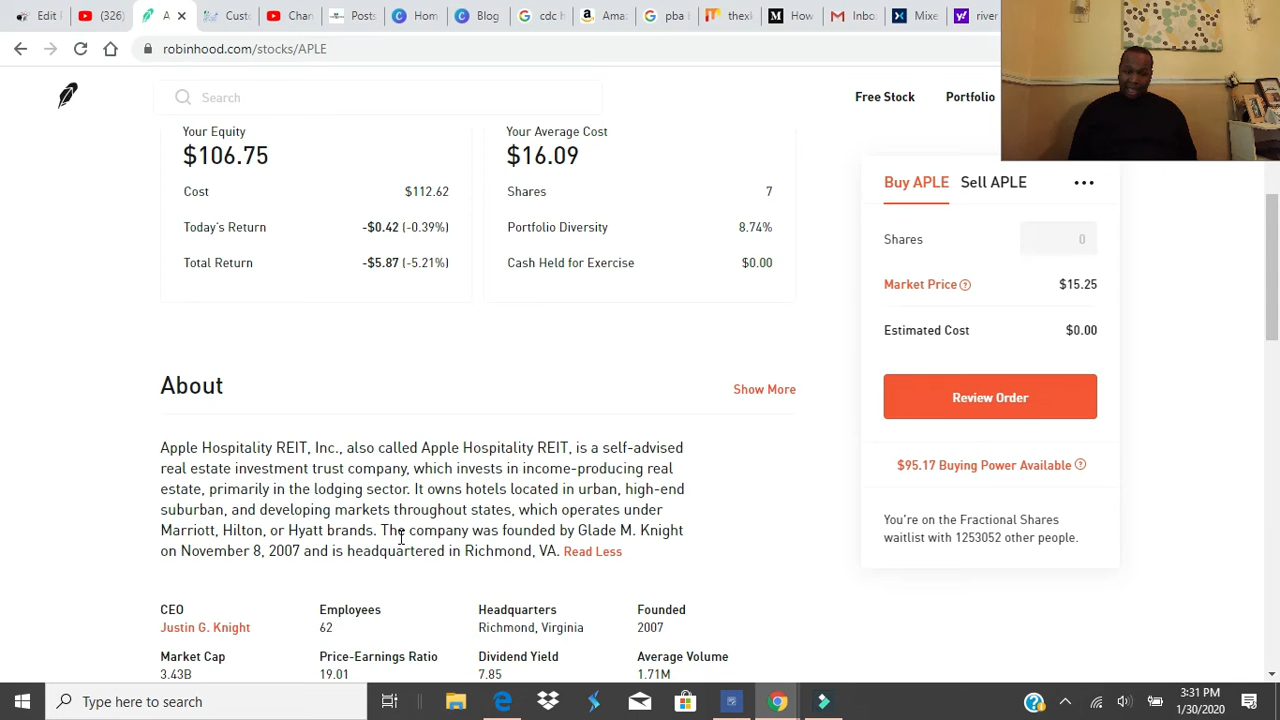 (326)
A
Cust
Chan
Posts
Hom
Blog
cdc h
Ama
pba b
thexi
How
Inbo
Mixe
river
robinhood.com/stocks/APLE
Search
Free Stock
Portfolio
Your Equity
$106.75
Cost $112.62
Today's Return -$0.42 (-0.39%)
Total Return -$5.87 (-5.21%)
Your Average Cost
$16.09
Shares 7
Portfolio Diversity 8.74%
Cash Held for Exercise $0.00
Buy APLE Sell APLE
Shares 0
Market Price $15.25
Estimated Cost $0.00
Review Order
$95.17 Buying Power Available
You're on the Fractional Shares
waitlist with 1253052 other people.
About Show More
Apple Hospitality REIT, Inc., also called Apple Hospitality REIT, is a self-advised
real estate investment trust company, which invests in income-producing real
estate, primarily in the lodging sector. It owns hotels located in urban, high-end
suburban, and developing markets throughout states, which operates under
Marriott, Hilton, or Hyatt brands. The company was founded by Glade M. Knight
on November 8, 2007 and is headquartered in Richmond, VA. Read Less
CEO Employees Headquarters Founded
Justin G. Knight 62 Richmond, Virginia 2007
Market Cap Price-Earnings Ratio Dividend Yield Average Volume
3.43B 19.01 7.85 1.71M
Type here to search
3:31 PM
1/30/2020